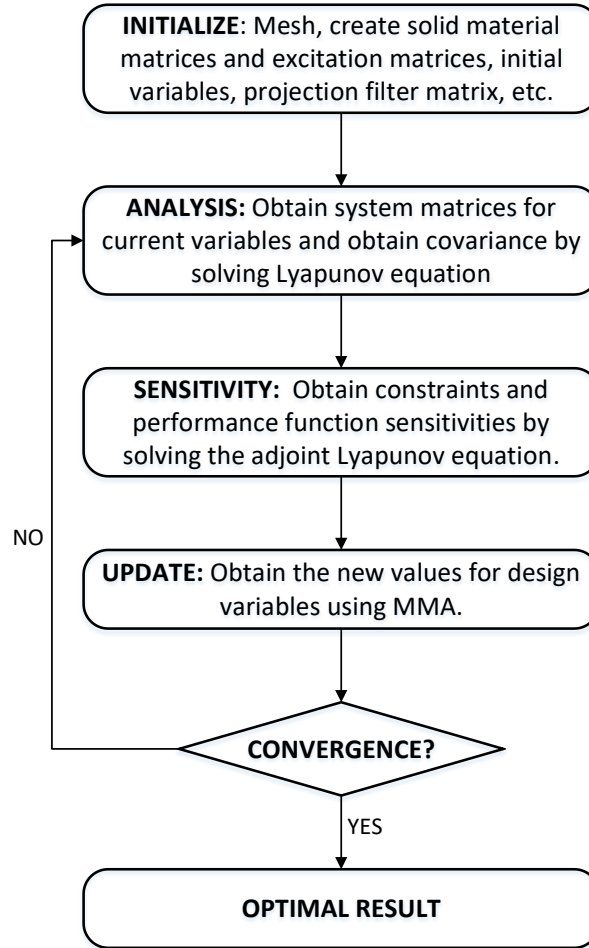 INITIALIZE: Mesh, create solid material
matrices and excitation matrices, initial
variables, projection filter matrix, etc.
ANALYSIS: Obtain system matrices for
current variables and obtain covariance by
solving Lyapunov equation
SENSITIVITY: Obtain constraints and
performance function sensitivities by
solving the adjoint Lyapunov equation.
NO
UPDATE: Obtain the new values for design
variables using MMA.
CONVERGENCE?
YES
OPTIMAL RESULT